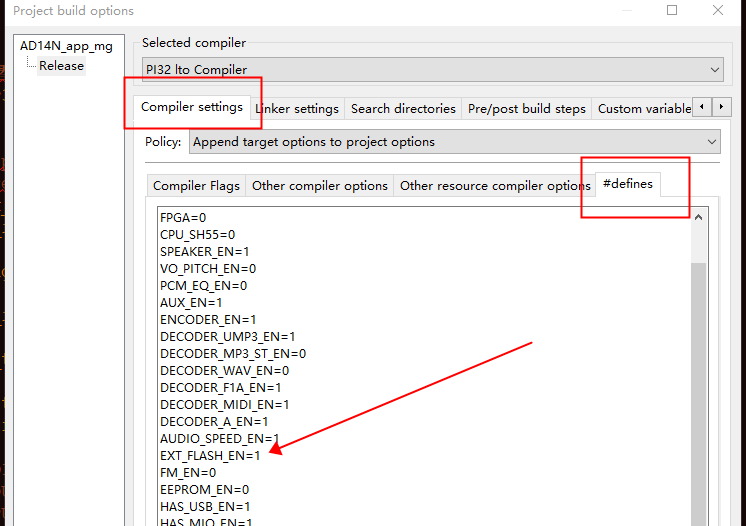 Project build options
AD14N_app_mg
Release
Selected compiler
PI32 lto Compiler
Compiler settings
Linker settings
Search directories
Pre/post build steps
Custom variable
Policy:
Append target options to project options
Compiler Flags
Other compiler options
Other resource compiler options
#defines
FPGA=0
CPU_SH55=0
SPEAKER_EN=1
VO_PITCH_EN=0
PCM_EQ_EN=0
AUX_EN=1
ENCODER_EN=1
DECODER_UMP3_EN=1
DECODER_MP3_ST_EN=0
DECODER_WAV_EN=0
DECODER_F1A_EN=1
DECODER_MIDI_EN=1
DECODER_A_EN=1
AUDIO_SPEED_EN=1
EXT_FLASH_EN=1
FM_EN=0
EEPROM_EN=0
HAS_USB_EN=1
HAS_MIO_EN=1